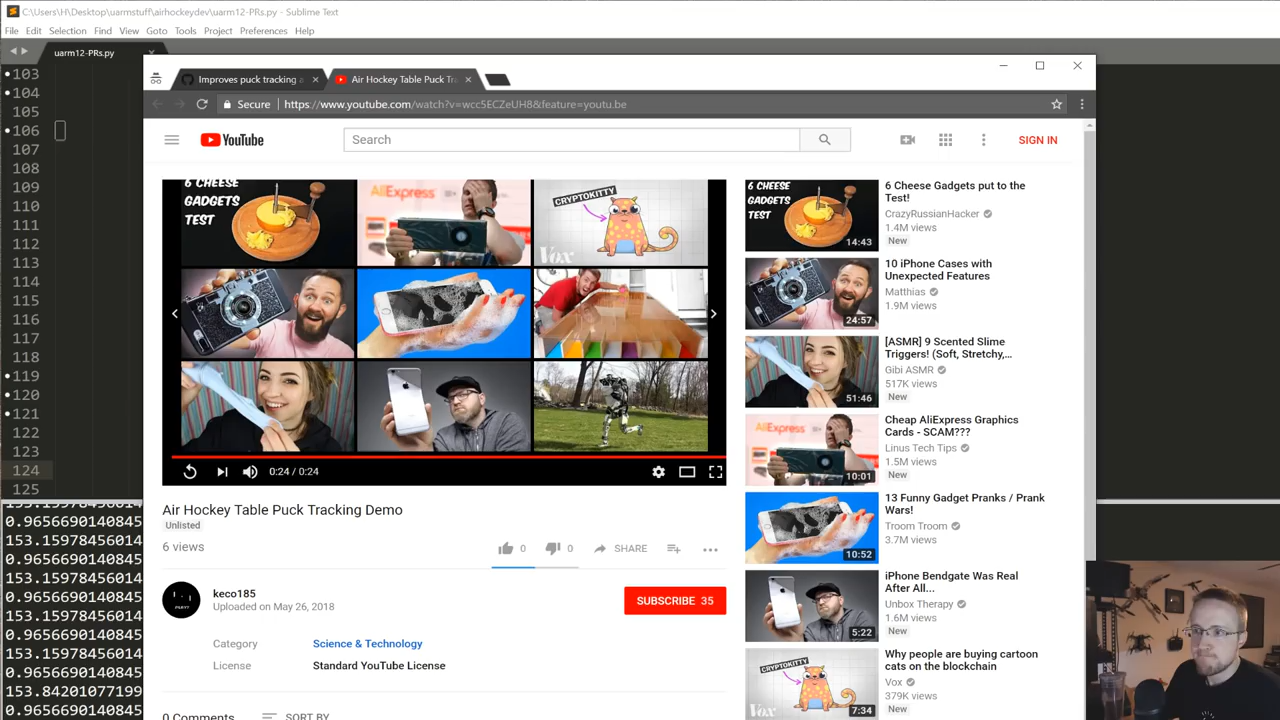 C:\Users\H\Desktop\uarmstuff\airhockeydev\uarm12-PRs.py - Sublime Text
File Edit Selection Find View Goto Tools Project Preferences Help
uarm12-PRs.py
103
104
105
106
107
108
109
110
111
112
113
114
115
116
117
118
119
120
121
122
123
124
125
153.15978456014
0.9656690140845
153.15978456014
0.9656690140845
153.15978456014
0.9656690140845
153.15978456014
0.9656690140845
153.15978456014
0.9656690140845
153.84201077199
0.9656690140845
Improves puck tracking a
Air Hockey Table Puck Tr
Secure https://www.youtube.com/watch?v=wcc5ECZeUH8&feature=youtu.be
YouTube
Search
SIGN IN
6 CHEESE
GADGETS
TEST
AliExpress
CRYPTOKITTY
Vox
0:24 / 0:24
Air Hockey Table Puck Tracking Demo
Unlisted
6 views
0
0
SHARE
keco185
Uploaded on May 26, 2018
SUBSCRIBE 35
Category Science & Technology
License Standard YouTube License
0 Comments SORT BY
6 CHEESE
GADGETS
TEST
14:43
6 Cheese Gadgets put to the
Test!
CrazyRussianHacker
1.4M views
New
24:57
10 iPhone Cases with
Unexpected Features
Matthias
1.9M views
51:46
[ASMR] 9 Scented Slime
Triggers! (Soft, Stretchy,...
Gibi ASMR
517K views
New
AliExpress
10:01
Cheap AliExpress Graphics
Cards - SCAM???
Linus Tech Tips
1.5M views
New
10:52
13 Funny Gadget Pranks / Prank
Wars!
Troom Troom
3.7M views
5:22
iPhone Bendgate Was Real
After All...
Unbox Therapy
1.6M views
New
CRYPTOKITTY
Vox
7:34
Why people are buying cartoon
cats on the blockchain
Vox
379K views
New